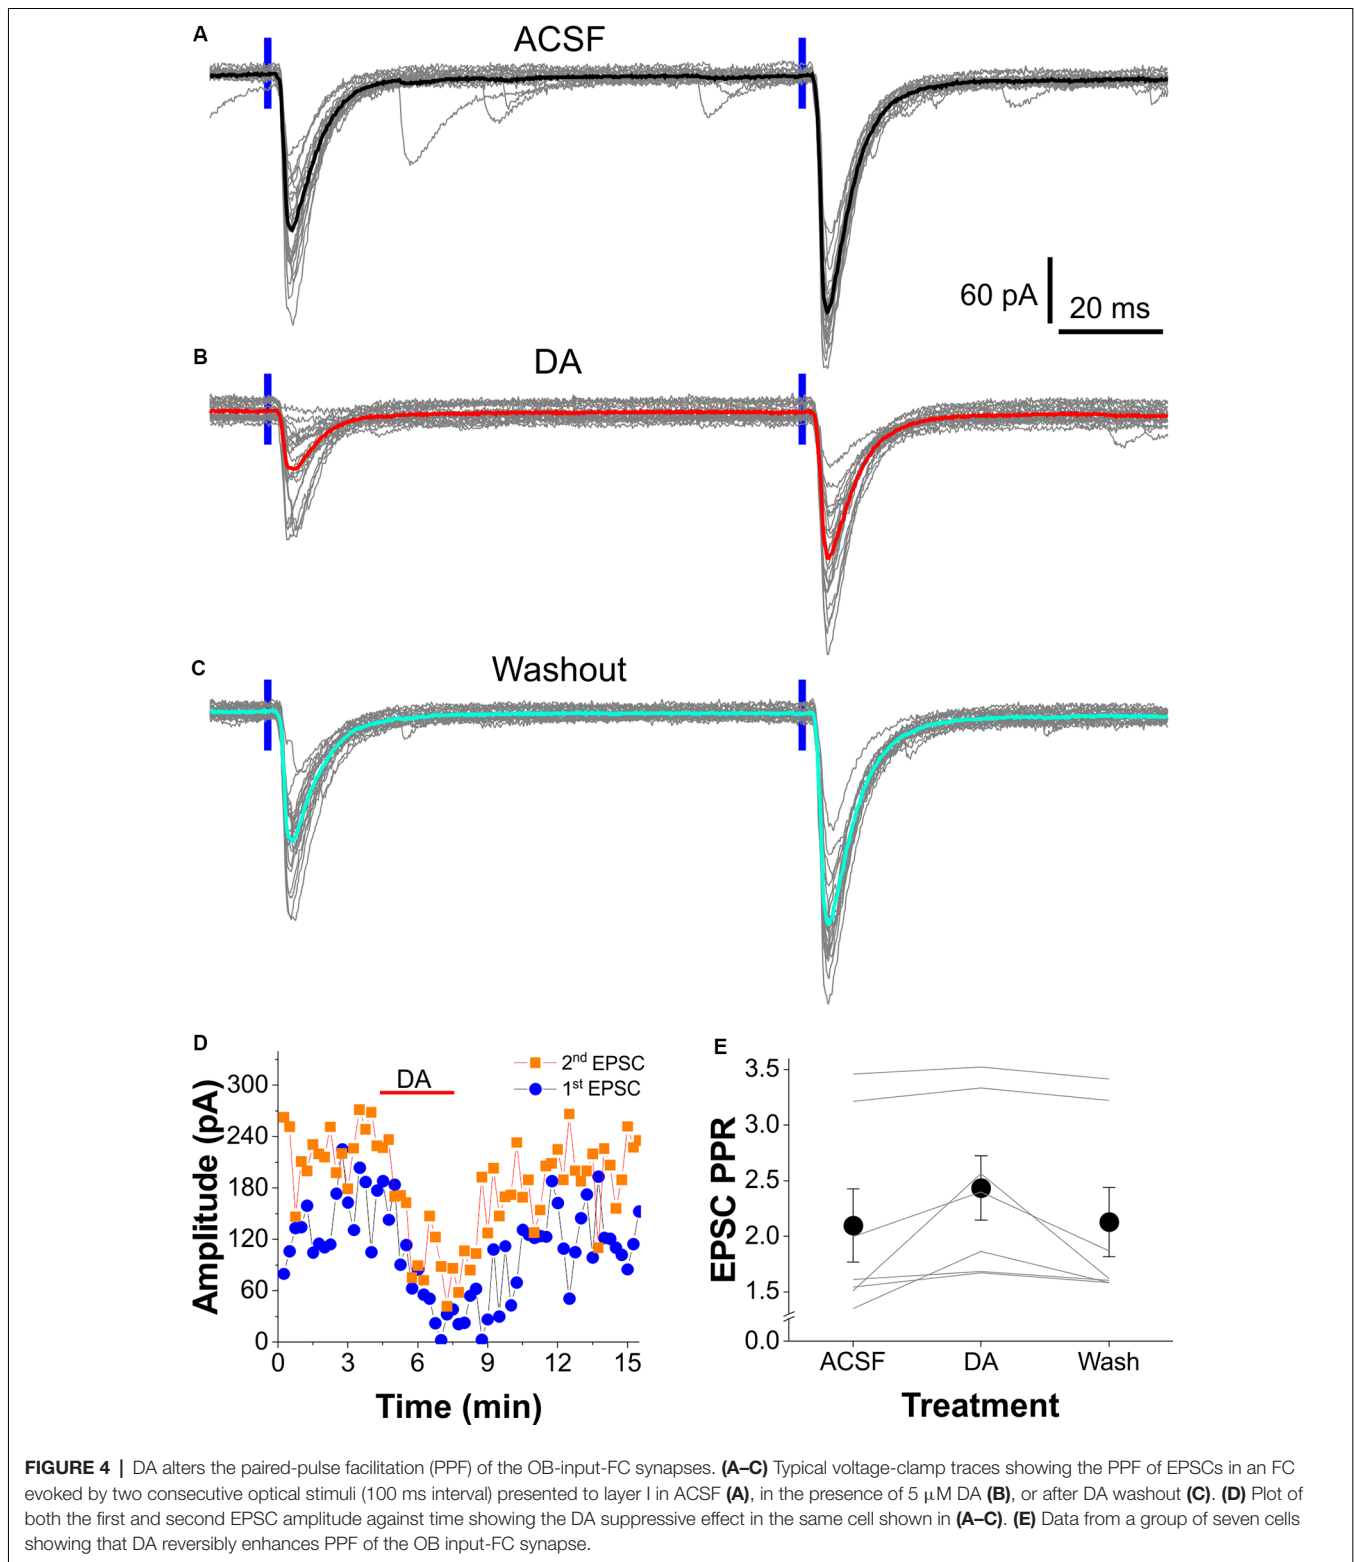 A
ACSF
60 pA
20 ms
B
DA
C
Washout
D
2nd EPSC
1st EPSC
DA
Amplitude (pA)
300
240
180
120
60
0
0 3 6 9 12 15
Time (min)
E
EPSC PPR
3.5
3.0
2.5
2.0
1.5
0.0
ACSF DA Wash
Treatment
FIGURE 4 | DA alters the paired-pulse facilitation (PPF) of the OB-input-FC synapses. (A–C) Typical voltage-clamp traces showing the PPF of EPSCs in an FC
evoked by two consecutive optical stimuli (100 ms interval) presented to layer I in ACSF (A), in the presence of 5 μM DA (B), or after DA washout (C). (D) Plot of
both the first and second EPSC amplitude against time showing the DA suppressive effect in the same cell shown in (A–C). (E) Data from a group of seven cells
showing that DA reversibly enhances PPF of the OB input-FC synapse.